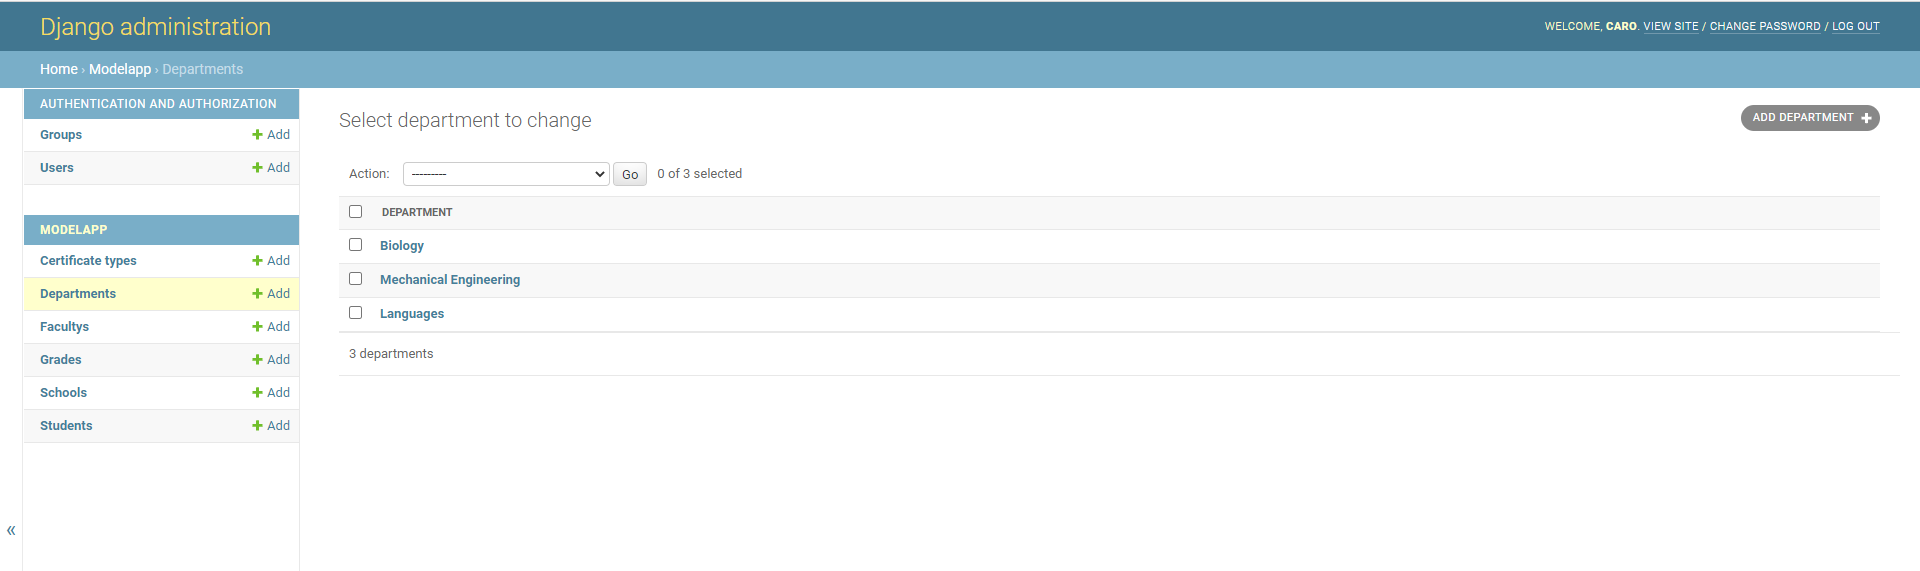 Django administration
WELCOME, CARO. VIEW SITE / CHANGE PASSWORD / LOG OUT
Home › Modelapp › Departments
AUTHENTICATION AND AUTHORIZATION
Groups + Add
Users + Add
MODELAPP
Certificate types + Add
Departments + Add
Facultys + Add
Grades + Add
Schools + Add
Students + Add
«
Select department to change
ADD DEPARTMENT +
Action: --------- Go 0 of 3 selected
DEPARTMENT
Biology
Mechanical Engineering
Languages
3 departments